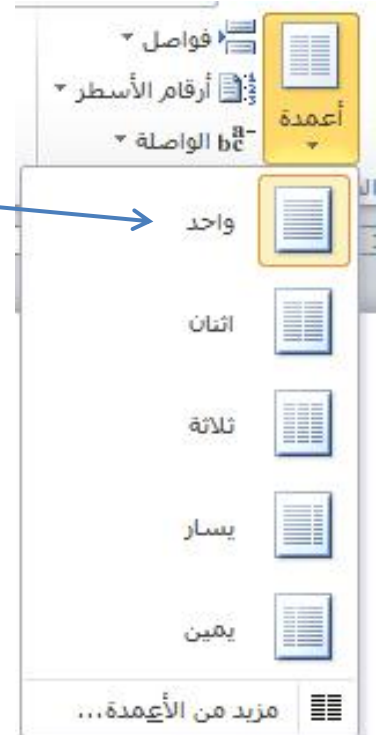 فواصل
أرقام الأسطر
أعمدة
الواصلة
واحد
اثنان
ثلاثة
يسار
يمين
مزيد من الأعمدة...